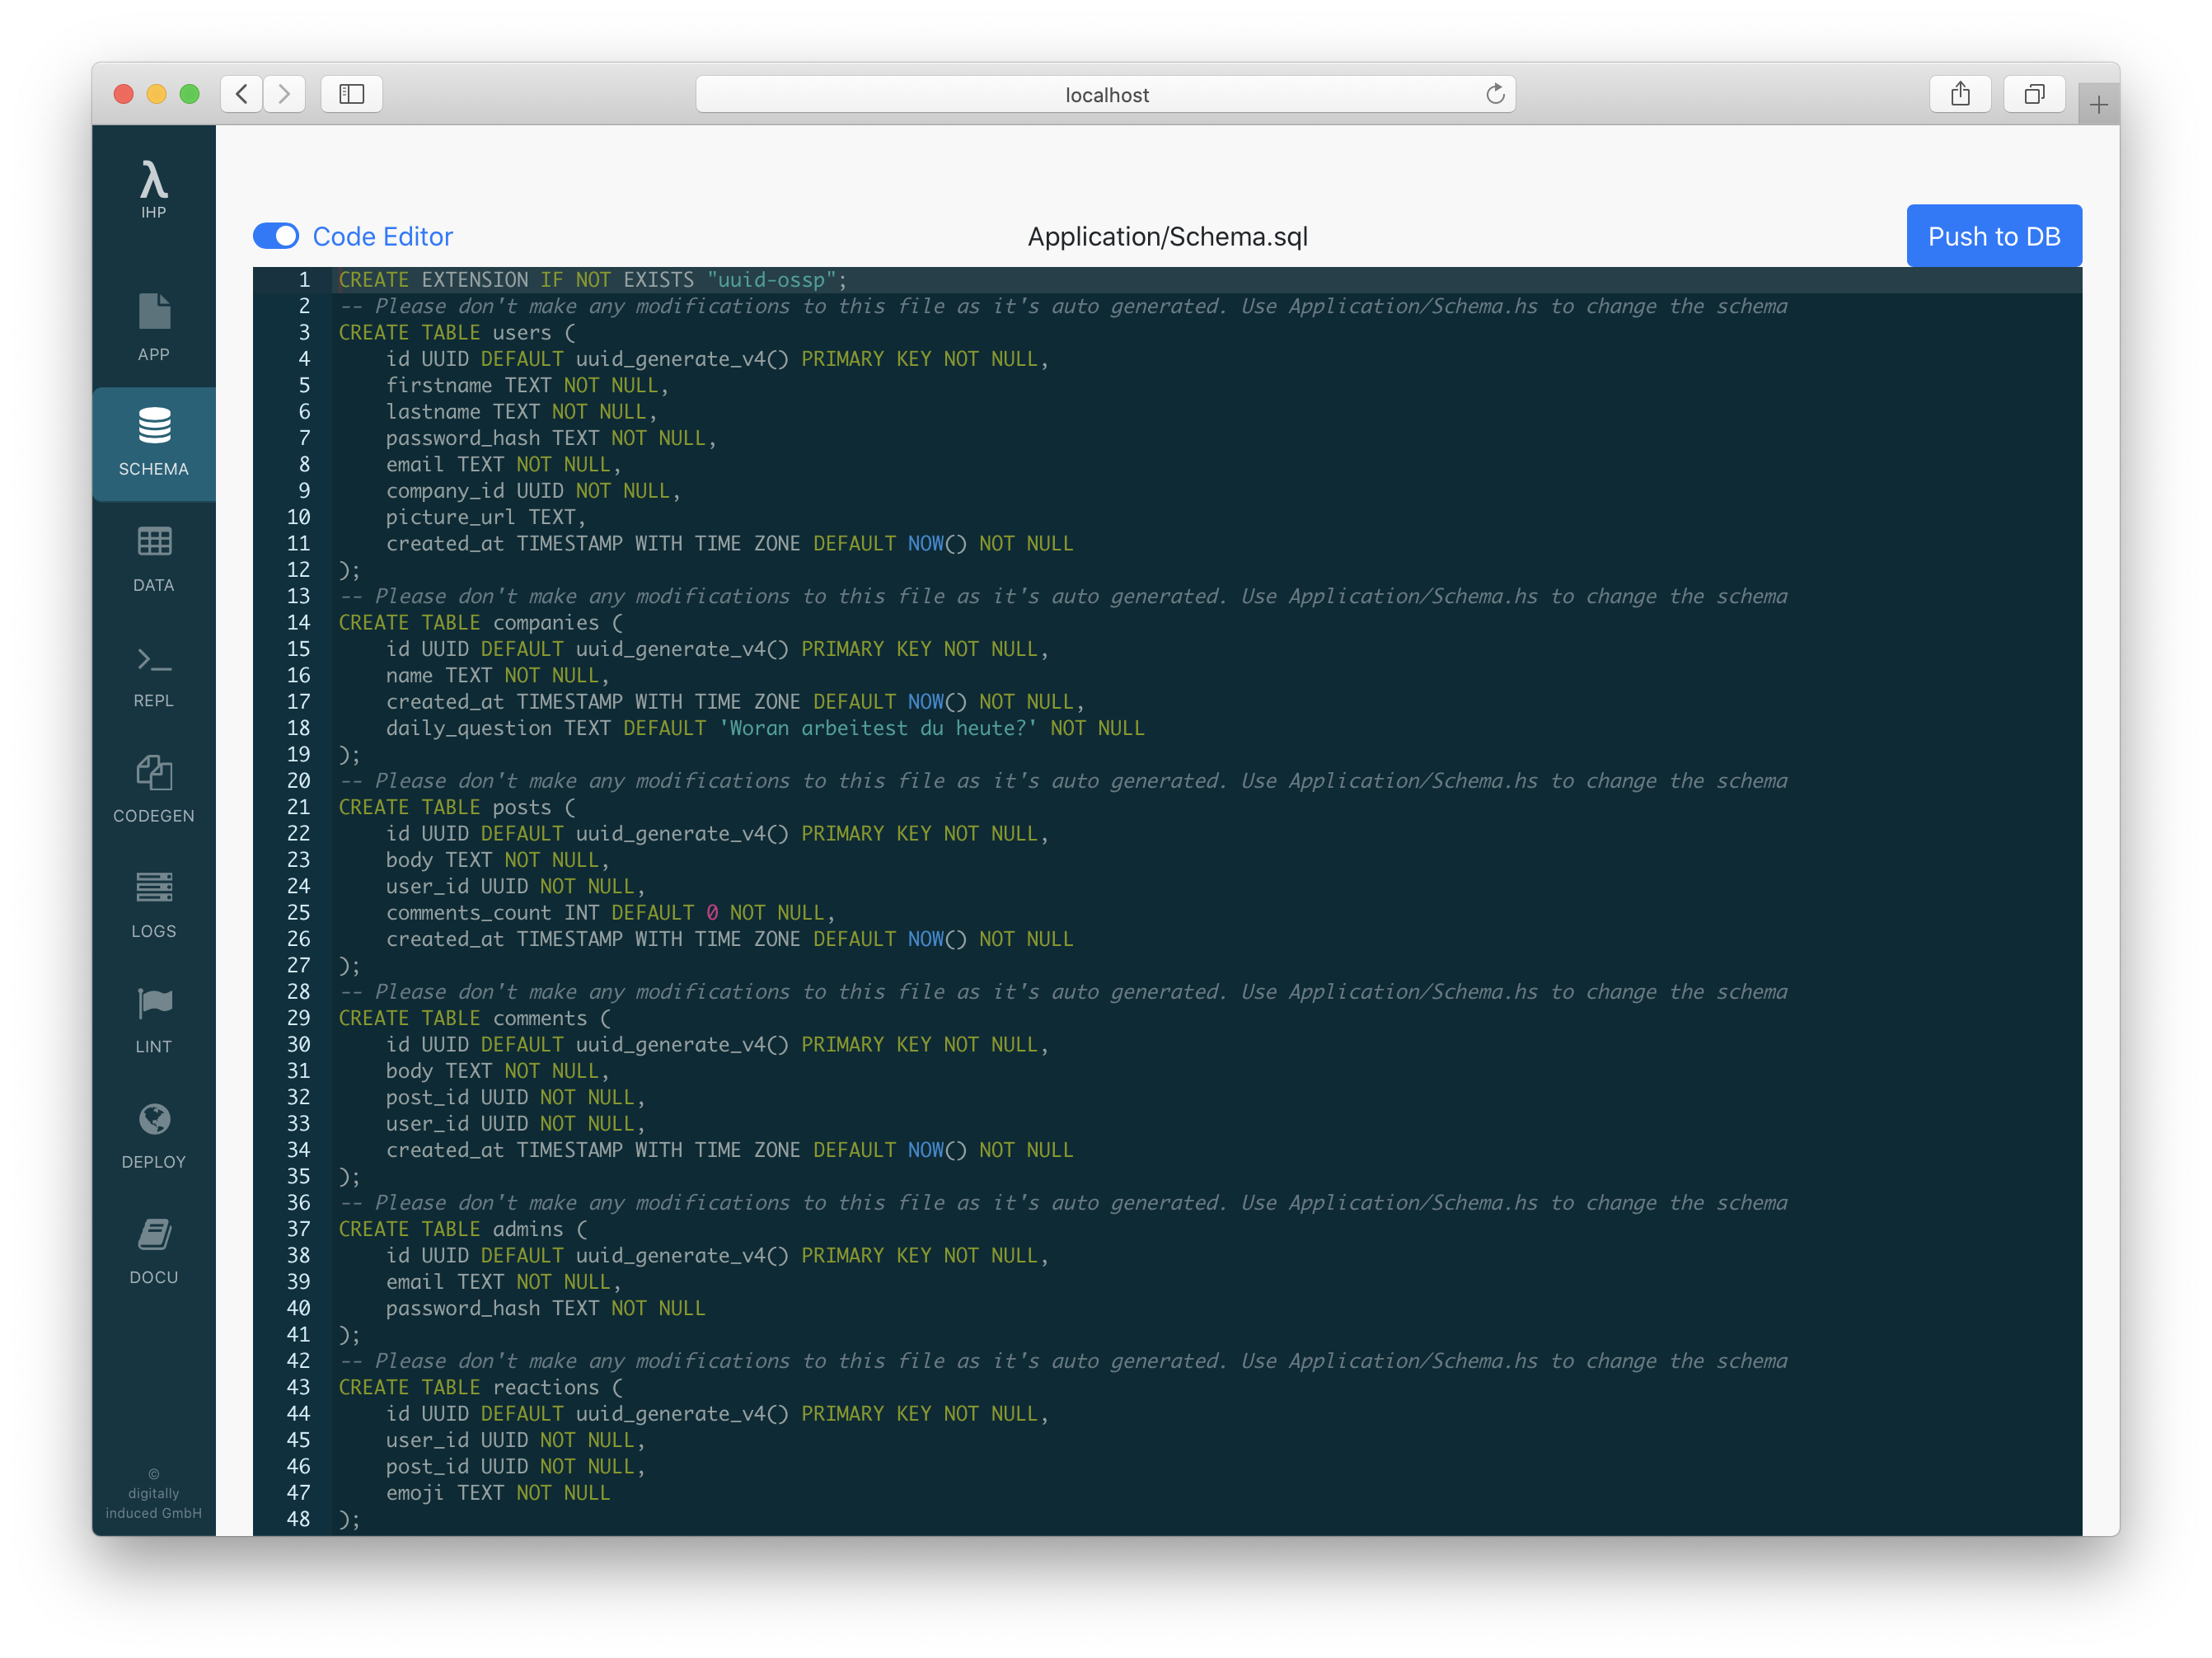 localhost
λ
IHP
APP
SCHEMA
DATA
REPL
CODEGEN
LOGS
LINT
DEPLOY
DOCU
©
digitally
induced GmbH
Code Editor
Application/Schema.sql
Push to DB
1 CREATE EXTENSION IF NOT EXISTS "uuid-ossp";
2 -- Please don't make any modifications to this file as it's auto generated. Use Application/Schema.hs to change the schema
3 CREATE TABLE users (
4     id UUID DEFAULT uuid_generate_v4() PRIMARY KEY NOT NULL,
5     firstname TEXT NOT NULL,
6     lastname TEXT NOT NULL,
7     password_hash TEXT NOT NULL,
8     email TEXT NOT NULL,
9     company_id UUID NOT NULL,
10     picture_url TEXT,
11     created_at TIMESTAMP WITH TIME ZONE DEFAULT NOW() NOT NULL
12 );
13 -- Please don't make any modifications to this file as it's auto generated. Use Application/Schema.hs to change the schema
14 CREATE TABLE companies (
15     id UUID DEFAULT uuid_generate_v4() PRIMARY KEY NOT NULL,
16     name TEXT NOT NULL,
17     created_at TIMESTAMP WITH TIME ZONE DEFAULT NOW() NOT NULL,
18     daily_question TEXT DEFAULT 'Woran arbeitest du heute?' NOT NULL
19 );
20 -- Please don't make any modifications to this file as it's auto generated. Use Application/Schema.hs to change the schema
21 CREATE TABLE posts (
22     id UUID DEFAULT uuid_generate_v4() PRIMARY KEY NOT NULL,
23     body TEXT NOT NULL,
24     user_id UUID NOT NULL,
25     comments_count INT DEFAULT 0 NOT NULL,
26     created_at TIMESTAMP WITH TIME ZONE DEFAULT NOW() NOT NULL
27 );
28 -- Please don't make any modifications to this file as it's auto generated. Use Application/Schema.hs to change the schema
29 CREATE TABLE comments (
30     id UUID DEFAULT uuid_generate_v4() PRIMARY KEY NOT NULL,
31     body TEXT NOT NULL,
32     post_id UUID NOT NULL,
33     user_id UUID NOT NULL,
34     created_at TIMESTAMP WITH TIME ZONE DEFAULT NOW() NOT NULL
35 );
36 -- Please don't make any modifications to this file as it's auto generated. Use Application/Schema.hs to change the schema
37 CREATE TABLE admins (
38     id UUID DEFAULT uuid_generate_v4() PRIMARY KEY NOT NULL,
39     email TEXT NOT NULL,
40     password_hash TEXT NOT NULL
41 );
42 -- Please don't make any modifications to this file as it's auto generated. Use Application/Schema.hs to change the schema
43 CREATE TABLE reactions (
44     id UUID DEFAULT uuid_generate_v4() PRIMARY KEY NOT NULL,
45     user_id UUID NOT NULL,
46     post_id UUID NOT NULL,
47     emoji TEXT NOT NULL
48 );